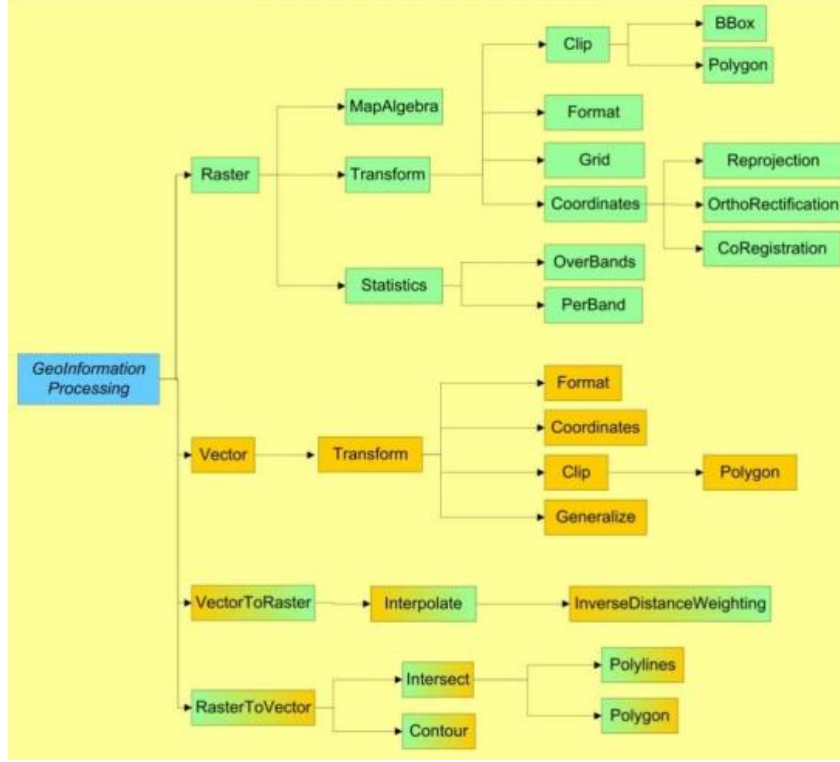 BBox
Clip
Polygon
MapAlgebra
Format
Raster
Transform
Grid
Reprojection
Coordinates
OrthoRectification
CoRegistration
Statistics
OverBands
PerBand
GeoInformation
Processing
Format
Coordinates
Vector
Transform
Clip
Polygon
Generalize
VectorToRaster
Interpolate
InverseDistanceWeighting
RasterToVector
Intersect
Polylines
Polygon
Contour